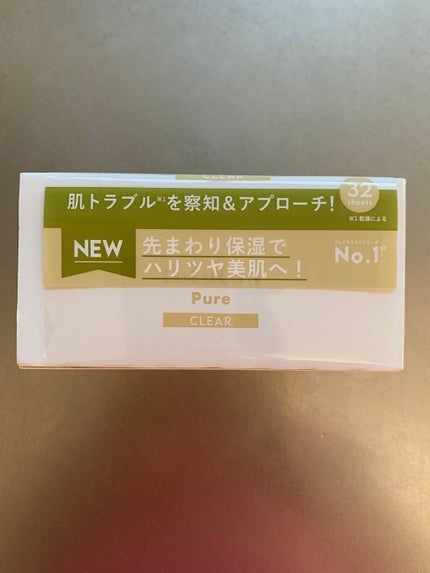 CLEAR
肌トラブル※1を察知&アプローチ!
32
sheets
※1 乾燥による
NEW
先まわり保湿で
ハリツヤ美肌へ!
No.1
Pure
CLEAR